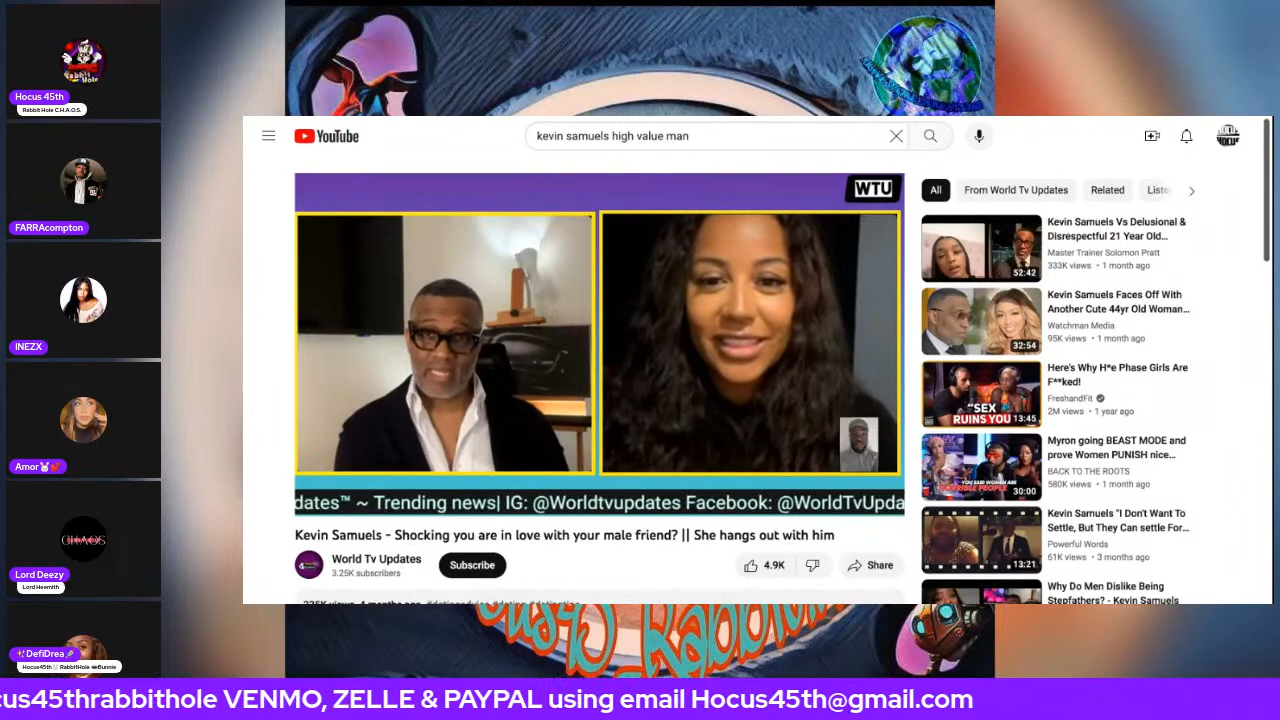 Hocus 45th
Rabbit Hole C.H.A.O.S.
FARRAcompton
INEZX
Amor🐰💕
CHAOS
Lord Deezy
Lord Heemith
✨DefiDrea
YouTube
kevin samuels high value man
WTU
dates™ ~ Trending news| IG: @Worldtvupdates Facebook: @WorldTvUpda
Kevin Samuels - Shocking you are in love with your male friend? || She hangs out with him
World Tv Updates
3.25K subscribers
Subscribe
4.9K
Share
All
From World Tv Updates
Related
Liste
Kevin Samuels Vs Delusional &
Disrespectful 21 Year Old...
Master Trainer Solomon Pratt
333K views • 1 month ago
52:42
Kevin Samuels Faces Off With
Another Cute 44yr Old Woman...
Watchman Media
95K views • 1 month ago
32:54
Here's Why H*e Phase Girls Are
F**ked!
FreshandFit
2M views • 1 year ago
"SEX
RUINS YOU
13:45
Myron going BEAST MODE and
prove Women PUNISH nice...
BACK TO THE ROOTS
580K views • 1 month ago
30:00
Kevin Samuels "I Don't Want To
Settle, But They Can settle For...
Powerful Words
61K views • 3 months ago
13:21
Why Do Men Dislike Being
Stepfathers? - Kevin Samuels
cus45thrabbithole VENMO, ZELLE & PAYPAL using email Hocus45th@gmail.com